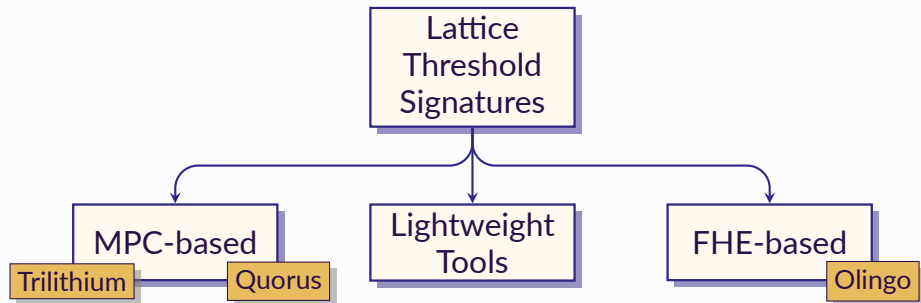 Lattice
Threshold
Signatures
MPC-based
Trilithium
Quorus
Lightweight
Tools
FHE-based
Olingo